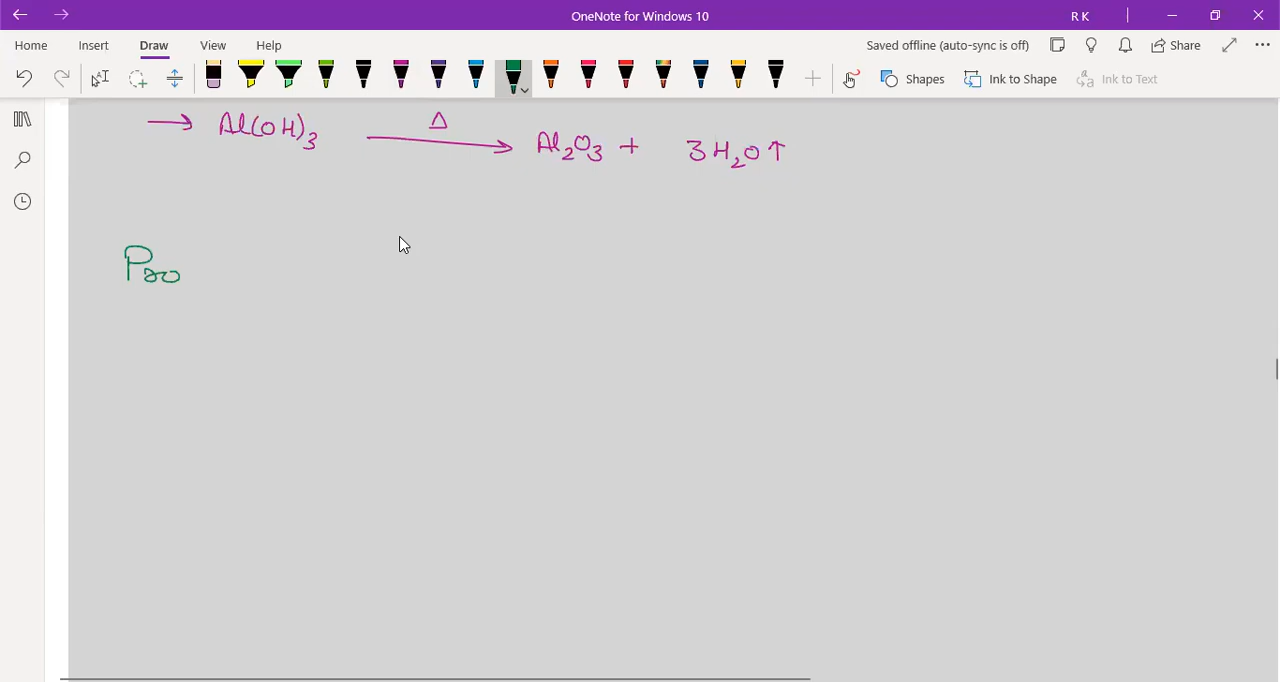 OneNote for Windows 10
R K
Home Insert Draw View Help
Saved offline (auto-sync is off)
Share
Shapes
Ink to Shape
Ink to Text
→ Al(OH)₃ —Δ→ Al₂O₃ + 3H₂O↑
Pro